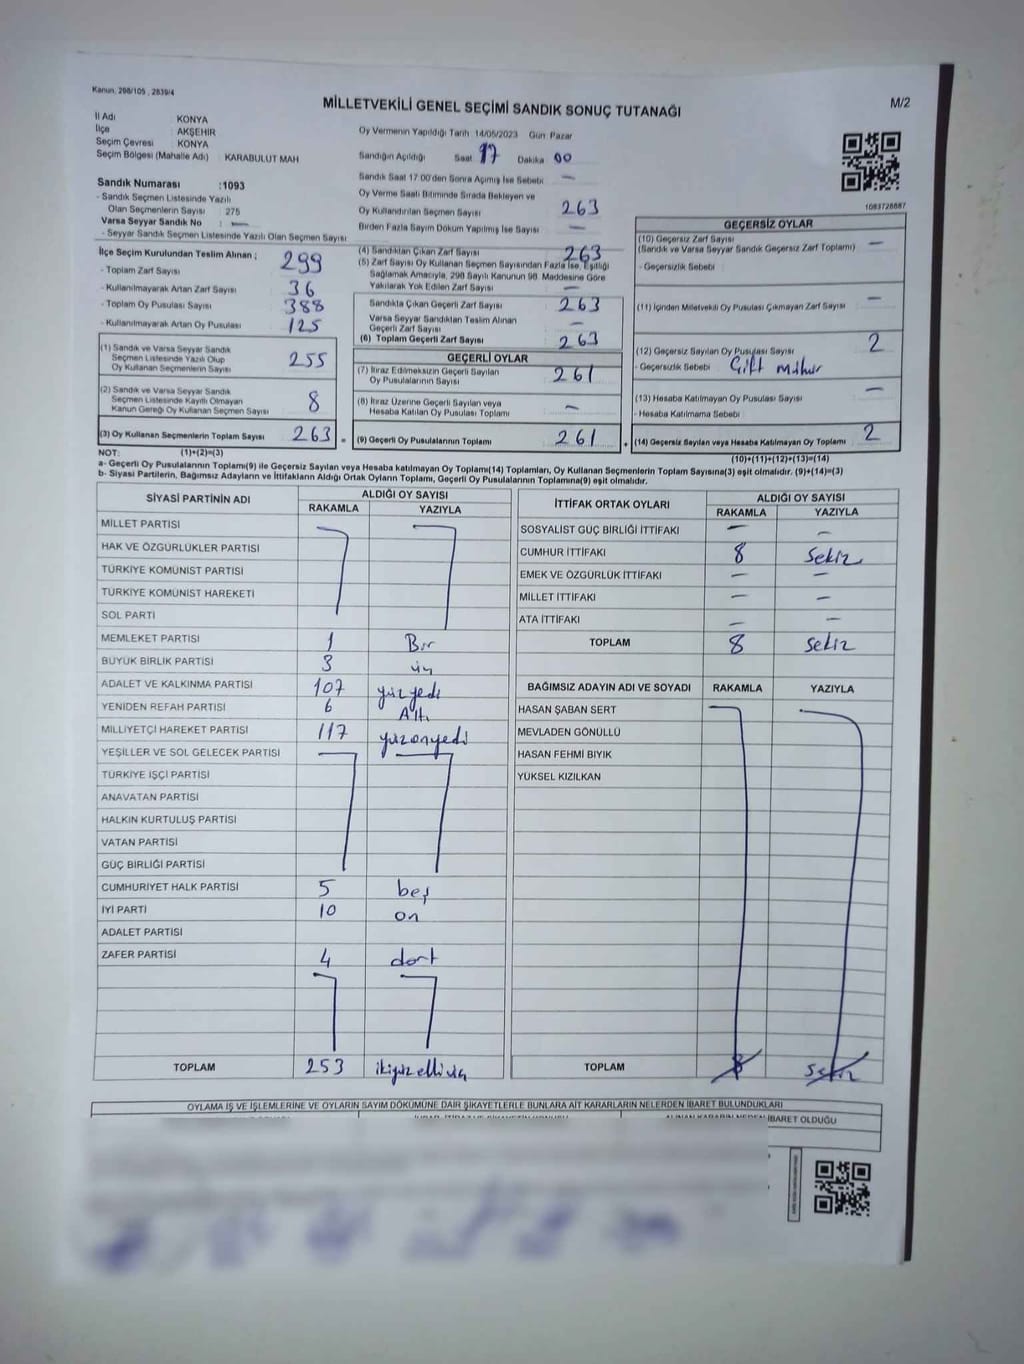 Kanun, 298/105 , 2839/4
MİLLETVEKİLİ GENEL SEÇİMİ SANDIK SONUÇ TUTANAĞI
M/2
İl Adı KONYA
İlçe AKŞEHİR
Seçim Çevresi KONYA
Seçim Bölgesi (Mahalle Adı) KARABULUT MAH
Oy Vermenin Yapıldığı Tarih 14/05/2023 Gün Pazar
Sandığın Açıldığı Saat 17 Dakika 00
Sandık Saat 17:00'den Sonra Açılmış İse Sebebi : —
Oy Verme Saati Bitiminde Sırada Bekleyen ve
Oy Kullandırılan Seçmen Sayısı 263
Birden Fazla Sayım Döküm Yapılmış İse Sayısı —
1083728687
Sandık Numarası :1093
- Sandık Seçmen Listesinde Yazılı
Olan Seçmenlerin Sayısı : 275
Varsa Seyyar Sandık No : —
- Seyyar Sandık Seçmen Listesinde Yazılı Olan Seçmen Sayısı
İlçe Seçim Kurulundan Teslim Alınan ;
- Toplam Zarf Sayısı 299
- Kullanılmayarak Artan Zarf Sayısı 36
- Toplam Oy Pusulası Sayısı 388
- Kullanılmayarak Artan Oy Pusulası 125
(1) Sandık ve Varsa Seyyar Sandık
Seçmen Listesinde Yazılı Olup
Oy Kullanan Seçmenlerin Sayısı 255
(2) Sandık ve Varsa Seyyar Sandık
Seçmen Listesinde Kayıtlı Olmayan
Kanun Gereği Oy Kullanan Seçmen Sayısı 8
(3) Oy Kullanan Seçmenlerin Toplam Sayısı 263 =
(4) Sandıktan Çıkan Zarf Sayısı 263
(5) Zarf Sayısı Oy Kullanan Seçmen Sayısından Fazla İse, Eşitliği
Sağlamak Amacıyla, 298 Sayılı Kanunun 98. Maddesine Göre
Yakılarak Yok Edilen Zarf Sayısı —
Sandıkta Çıkan Geçerli Zarf Sayısı 263
Varsa Seyyar Sandıktan Teslim Alınan
Geçerli Zarf Sayısı —
(6) Toplam Geçerli Zarf Sayısı 263
GEÇERLİ OYLAR
(7) İtiraz Edilmeksizin Geçerli Sayılan
Oy Pusulalarının Sayısı 261
(8) İtiraz Üzerine Geçerli Sayılan veya
Hesaba Katılan Oy Pusulası Toplamı —
(9) Geçerli Oy Pusulalarının Toplamı 261 +
GEÇERSİZ OYLAR
(10) Geçersiz Zarf Sayısı
(Sandık ve Varsa Seyyar Sandık Geçersiz Zarf Toplamı) —
- Geçersizlik Sebebi :
(11) İçinden Milletvekili Oy Pusulası Çıkmayan Zarf Sayısı —
(12) Geçersiz Sayılan Oy Pusulası Sayısı 2
- Geçersizlik Sebebi Çift mühür
(13) Hesaba Katılmayan Oy Pusulası Sayısı —
- Hesaba Katılmama Sebebi :
(14) Geçersiz Sayılan veya Hesaba Katılmayan Oy Toplamı 2
NOT: (1)+(2)=(3)
(10)+(11)+(12)+(13)=(14)
a- Geçerli Oy Pusulalarının Toplamı(9) ile Geçersiz Sayılan veya Hesaba katılmayan Oy Toplamı(14) Toplamları, Oy Kullanan Seçmenlerin Toplam Sayısına(3) eşit olmalıdır. (9)+(14)=(3)
b- Siyasi Partilerin, Bağımsız Adayların ve İttifakların Aldığı Ortak Oyların Toplamı, Geçerli Oy Pusulalarının Toplamına(9) eşit olmalıdır.
SİYASİ PARTİNİN ADI ALDIĞI OY SAYISI
RAKAMLA YAZIYLA
MİLLET PARTİSİ
HAK VE ÖZGÜRLÜKLER PARTİSİ
TÜRKİYE KOMÜNİST PARTİSİ
TÜRKİYE KOMÜNİST HAREKETİ
SOL PARTİ
MEMLEKET PARTİSİ 1 Bir
BÜYÜK BİRLİK PARTİSİ 3 üç
ADALET VE KALKINMA PARTİSİ 107 yüzyedi
YENİDEN REFAH PARTİSİ 6 Altı
MİLLİYETÇİ HAREKET PARTİSİ 117 yüzonyedi
YEŞİLLER VE SOL GELECEK PARTİSİ
TÜRKİYE İŞÇİ PARTİSİ
ANAVATAN PARTİSİ
HALKIN KURTULUŞ PARTİSİ
VATAN PARTİSİ
GÜÇ BİRLİĞİ PARTİSİ
CUMHURİYET HALK PARTİSİ 5 beş
İYİ PARTİ 10 on
ADALET PARTİSİ
ZAFER PARTİSİ 4 dört
TOPLAM 253 ikiyüzelliüç
İTTİFAK ORTAK OYLARI ALDIĞI OY SAYISI
RAKAMLA YAZIYLA
SOSYALİST GÜÇ BİRLİĞİ İTTİFAKI — —
CUMHUR İTTİFAKI 8 Sekiz
EMEK VE ÖZGÜRLÜK İTTİFAKI — —
MİLLET İTTİFAKI — —
ATA İTTİFAKI — —
TOPLAM 8 Sekiz
BAĞIMSIZ ADAYIN ADI VE SOYADI RAKAMLA YAZIYLA
HASAN ŞABAN SERT
MEVLADEN GÖNÜLLÜ
HASAN FEHMİ BIYIK
YÜKSEL KIZILKAN
TOPLAM 8 Sekiz
OYLAMA İŞ VE İŞLEMLERİNE VE OYLARIN SAYIM DÖKÜMÜNE DAİR ŞİKAYETLERLE BUNLARA AİT KARARLARIN NELERDEN İBARET BULUNDUKLARI
ALINAN KARARIN NEDEN İBARET OLDUĞU